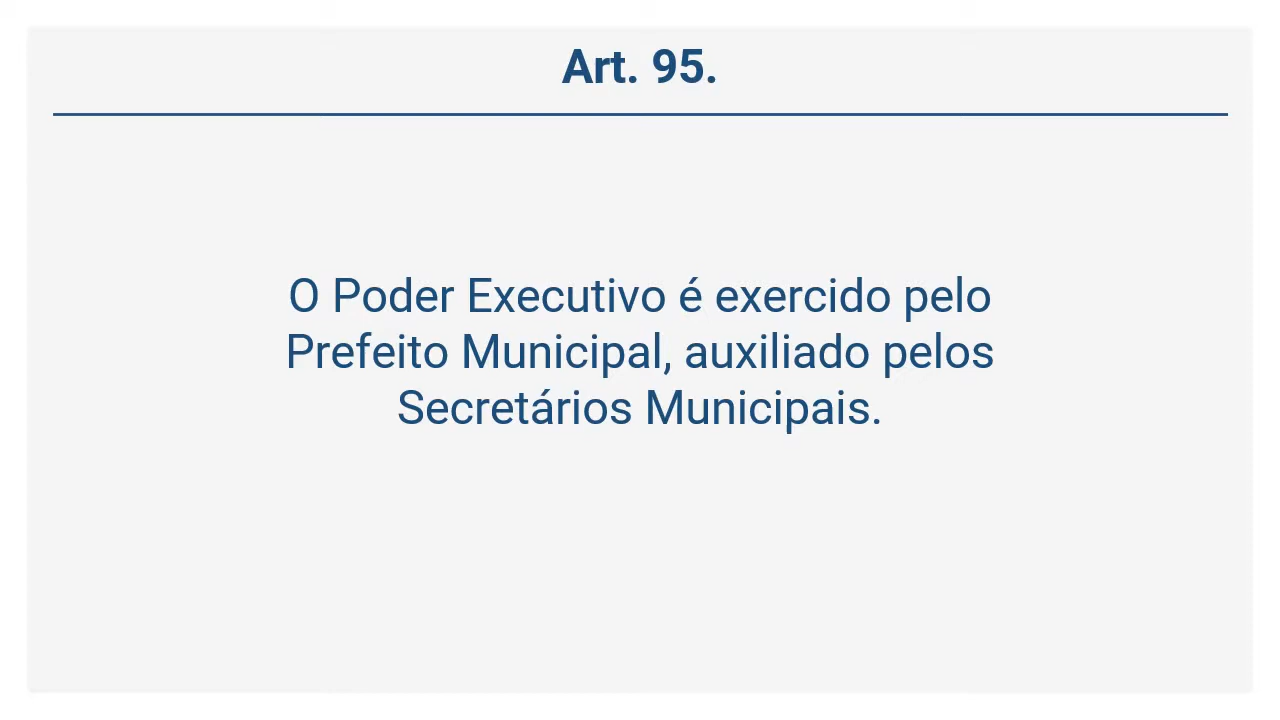 Art. 95.
O Poder Executivo é exercido pelo
Prefeito Municipal, auxiliado pelos
Secretários Municipais.